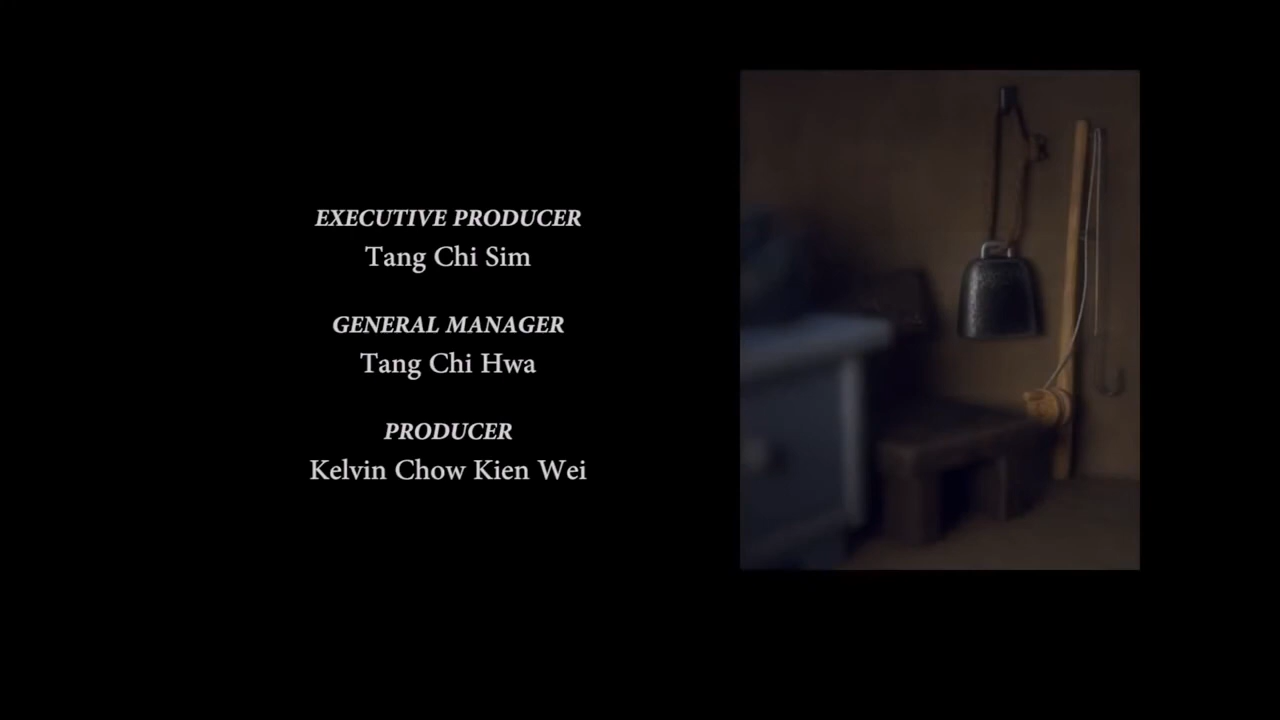 EXECUTIVE PRODUCER
Tang Chi Sim
GENERAL MANAGER
Tang Chi Hwa
PRODUCER
Kelvin Chow Kien Wei